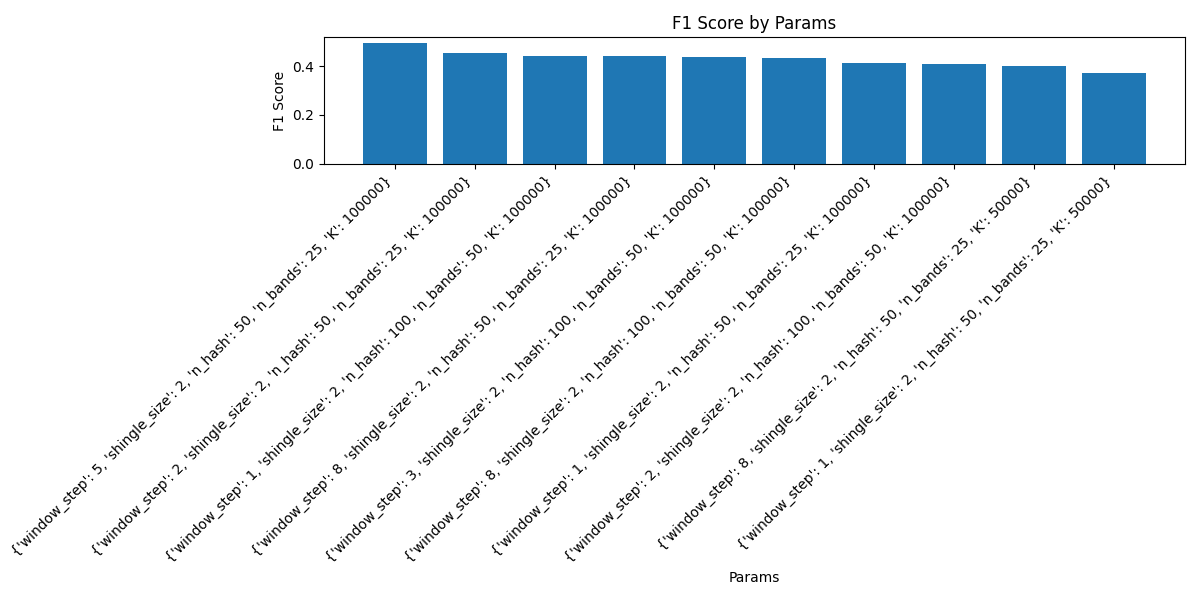 F1 Score by Params
F1 Score
0.4
0.2
0.0
{'window_step': 5, 'shingle_size': 2, 'n_hash': 50, 'n_bands': 25, 'K': 100000}
{'window_step': 2, 'shingle_size': 2, 'n_hash': 50, 'n_bands': 25, 'K': 100000}
{'window_step': 1, 'shingle_size': 2, 'n_hash': 100, 'n_bands': 50, 'K': 100000}
{'window_step': 8, 'shingle_size': 2, 'n_hash': 50, 'n_bands': 25, 'K': 100000}
{'window_step': 3, 'shingle_size': 2, 'n_hash': 100, 'n_bands': 50, 'K': 100000}
{'window_step': 8, 'shingle_size': 2, 'n_hash': 100, 'n_bands': 50, 'K': 100000}
{'window_step': 1, 'shingle_size': 2, 'n_hash': 50, 'n_bands': 25, 'K': 100000}
{'window_step': 2, 'shingle_size': 2, 'n_hash': 100, 'n_bands': 50, 'K': 100000}
{'window_step': 8, 'shingle_size': 2, 'n_hash': 50, 'n_bands': 25, 'K': 50000}
{'window_step': 1, 'shingle_size': 2, 'n_hash': 50, 'n_bands': 25, 'K': 50000}
Params